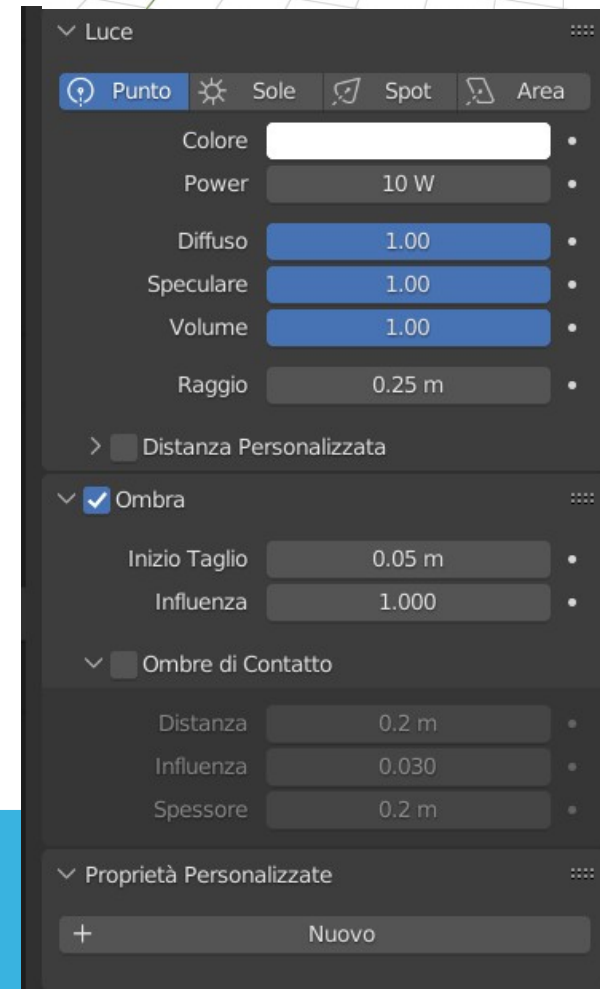 Luce
Punto Sole Spot Area
Colore
Power 10 W
Diffuso 1.00
Speculare 1.00
Volume 1.00
Raggio 0.25 m
Distanza Personalizzata
Ombra
Inizio Taglio 0.05 m
Influenza 1.000
Ombre di Contatto
Distanza 0.2 m
Influenza 0.030
Spessore 0.2 m
Proprietà Personalizzate
Nuovo